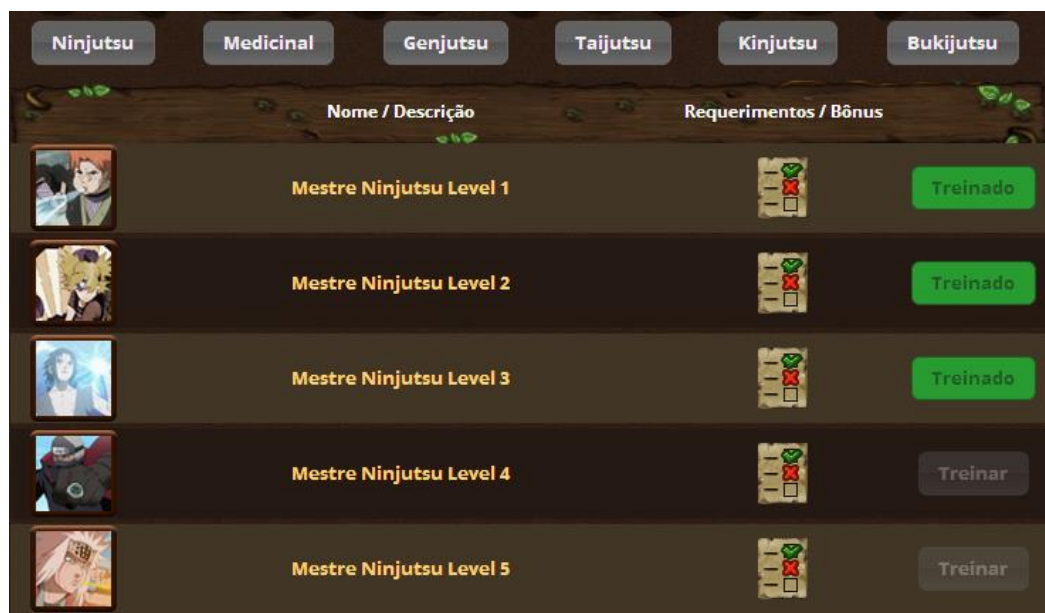 Ninjutsu Medicinal Genjutsu Taijutsu Kinjutsu Bukijutsu
Nome / Descrição Requerimentos / Bônus
Mestre Ninjutsu Level 1 Treinado
Mestre Ninjutsu Level 2 Treinado
Mestre Ninjutsu Level 3 Treinado
Mestre Ninjutsu Level 4 Treinar
Mestre Ninjutsu Level 5 Treinar